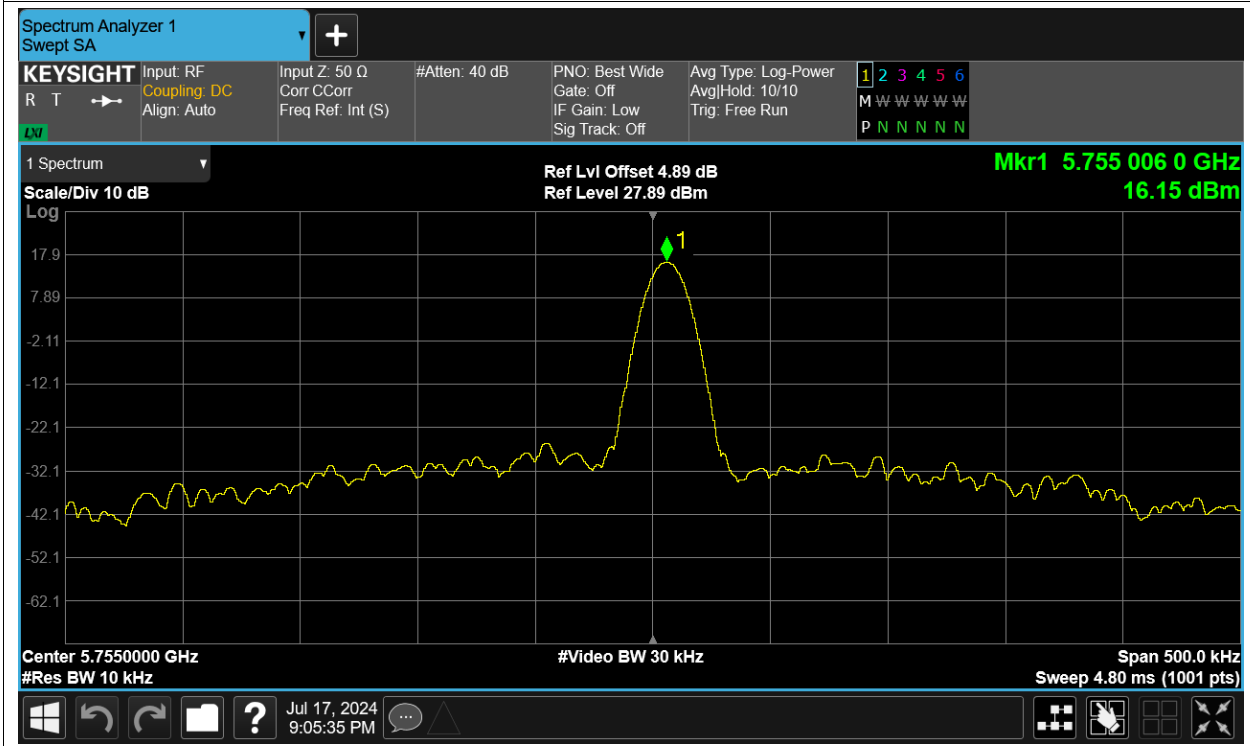 Spectrum Analyzer 1
Swept SA
KEYSIGHT
R T
LXI
Input: RF
Coupling: DC
Align: Auto
Input Z: 50 Ω
Corr CCorr
Freq Ref: Int (S)
#Atten: 40 dB
PNO: Best Wide
Gate: Off
IF Gain: Low
Sig Track: Off
Avg Type: Log-Power
Avg|Hold: 10/10
Trig: Free Run
1 2 3 4 5 6
M W W W W W
P N N N N N
1 Spectrum
Scale/Div 10 dB
Log
Ref Lvl Offset 4.89 dB
Ref Level 27.89 dBm
Mkr1 5.755 006 0 GHz
16.15 dBm
1
17.9
7.89
-2.11
-12.1
-22.1
-32.1
-42.1
-52.1
-62.1
Center 5.7550000 GHz
#Res BW 10 kHz
#Video BW 30 kHz
Span 500.0 kHz
Sweep 4.80 ms (1001 pts)
?
Jul 17, 2024
9:05:35 PM